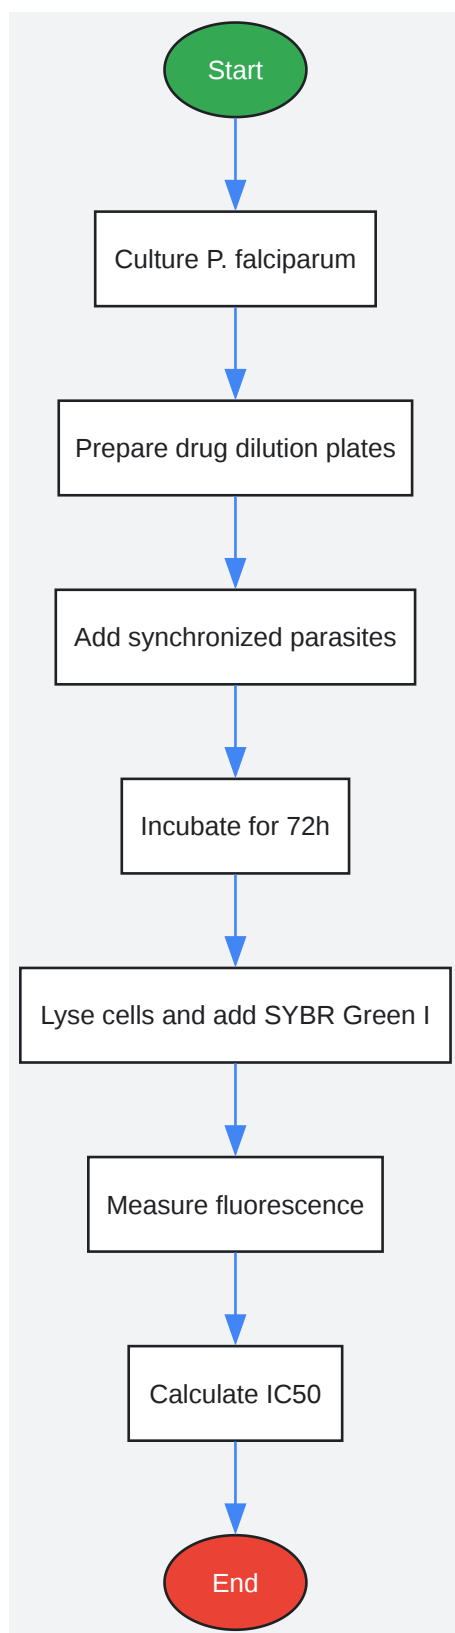 Start
Culture P. falciparum
Prepare drug dilution plates
Add synchronized parasites
Incubate for 72h
Lyse cells and add SYBR Green I
Measure fluorescence
Calculate IC50
End